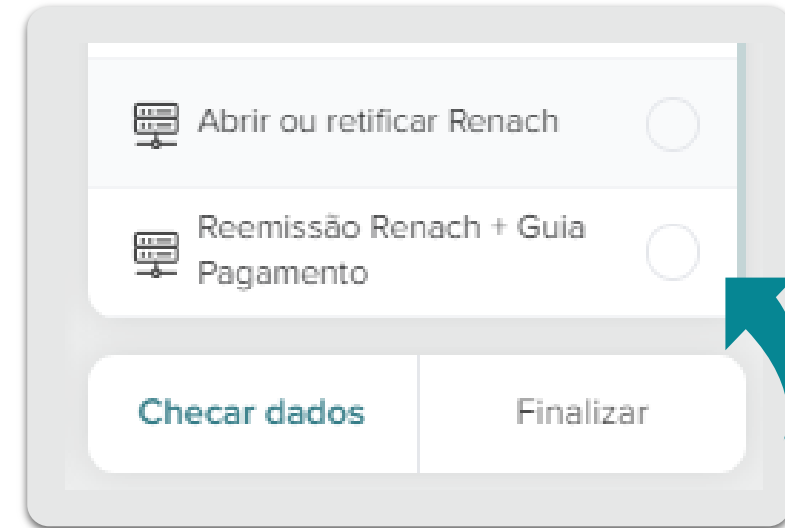 Abrir ou retificar Renach
Reemissão Renach + Guia
Pagamento
Checar dados
Finalizar